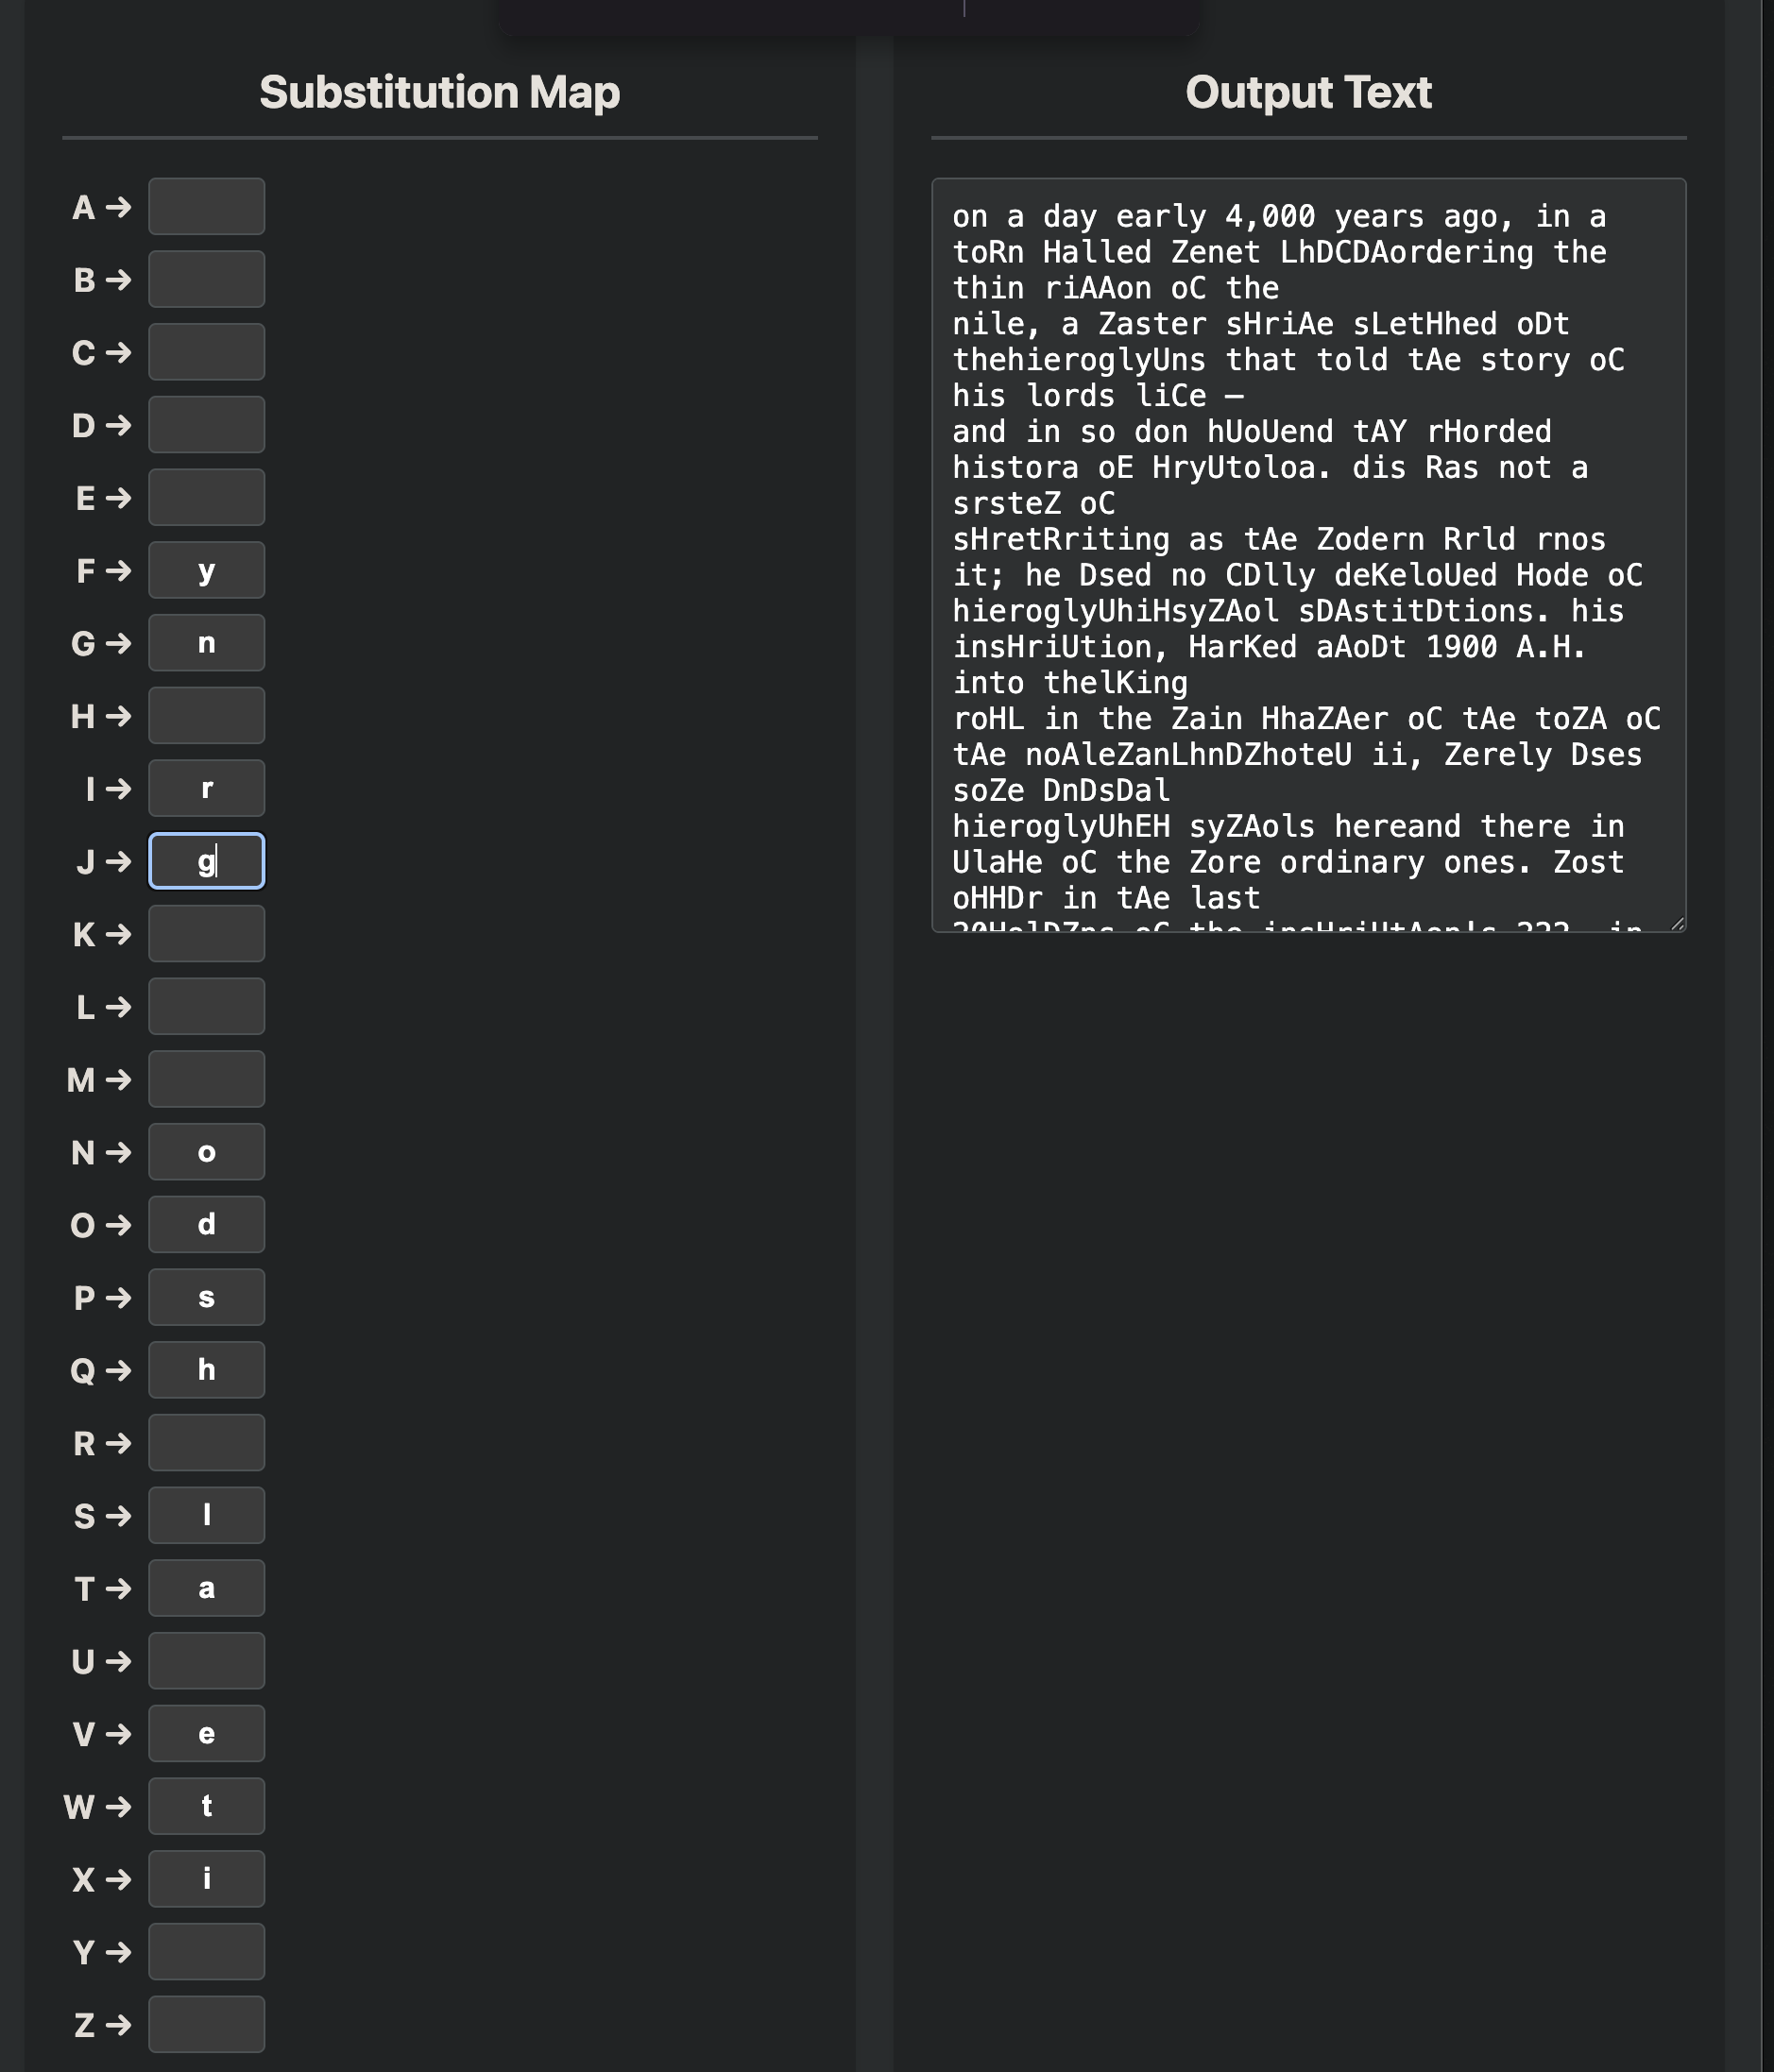 Substitution Map
A →
B →
C →
D →
E →
F → y
G → n
H →
I → r
J → g
K →
L →
M →
N → o
O → d
P → s
Q → h
R →
S → l
T → a
U →
V → e
W → t
X → i
Y →
Z →
Output Text
on a day early 4,000 years ago, in a
toRn Halled Zenet LhDCDAordering the
thin riAAon oC the
nile, a Zaster sHriAe sLetHhed oDt
thehieroglyUns that told tAe story oC
his lords liCe —
and in so don hUoUend tAY rHorded
histora oE HryUtoloa. dis Ras not a
srsteZ oC
sHretRriting as tAe Zodern Rrld rnos
it; he Dsed no CDlly deKeloUed Hode oC
hieroglyUhiHsyZAol sDAstitDtions. his
insHriUtion, HarKed aAoDt 1900 A.H.
into thelKing
roHL in the Zain HhaZAer oC tAe toZA oC
tAe noAleZanLhnDZhoteU ii, Zerely Dses
soZe DnDsDal
hieroglyUhEH syZAols hereand there in
UlaHe oC the Zore ordinary ones. Zost
oHHDr in tAe last
oC the in